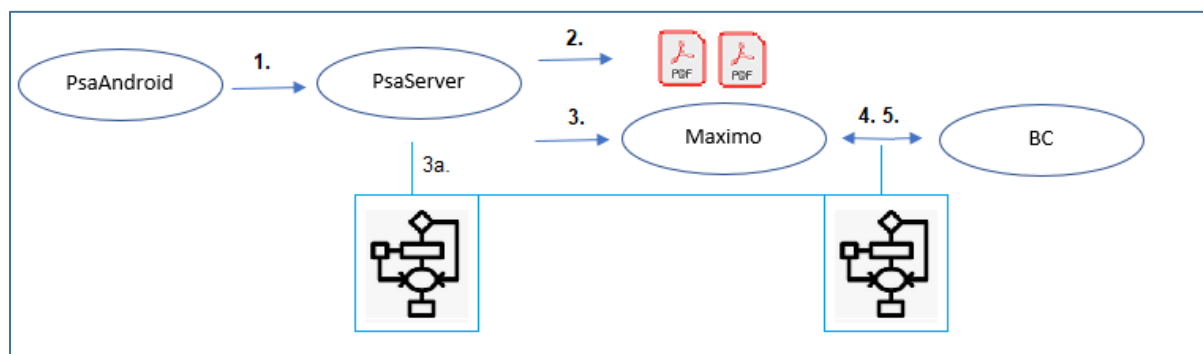 PsaAndroid
1.
PsaServer
2.
PDF
PDF
3.
Maximo
4. 5.
BC
3a.